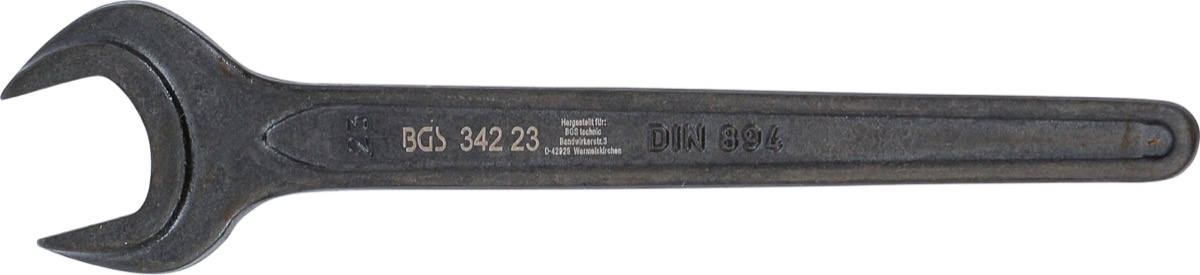 23
BGS 342 23
Hergestellt für:
BGS technic
Bandwirkerstr.3
D-42929 Wermelskirchen
DIN 894